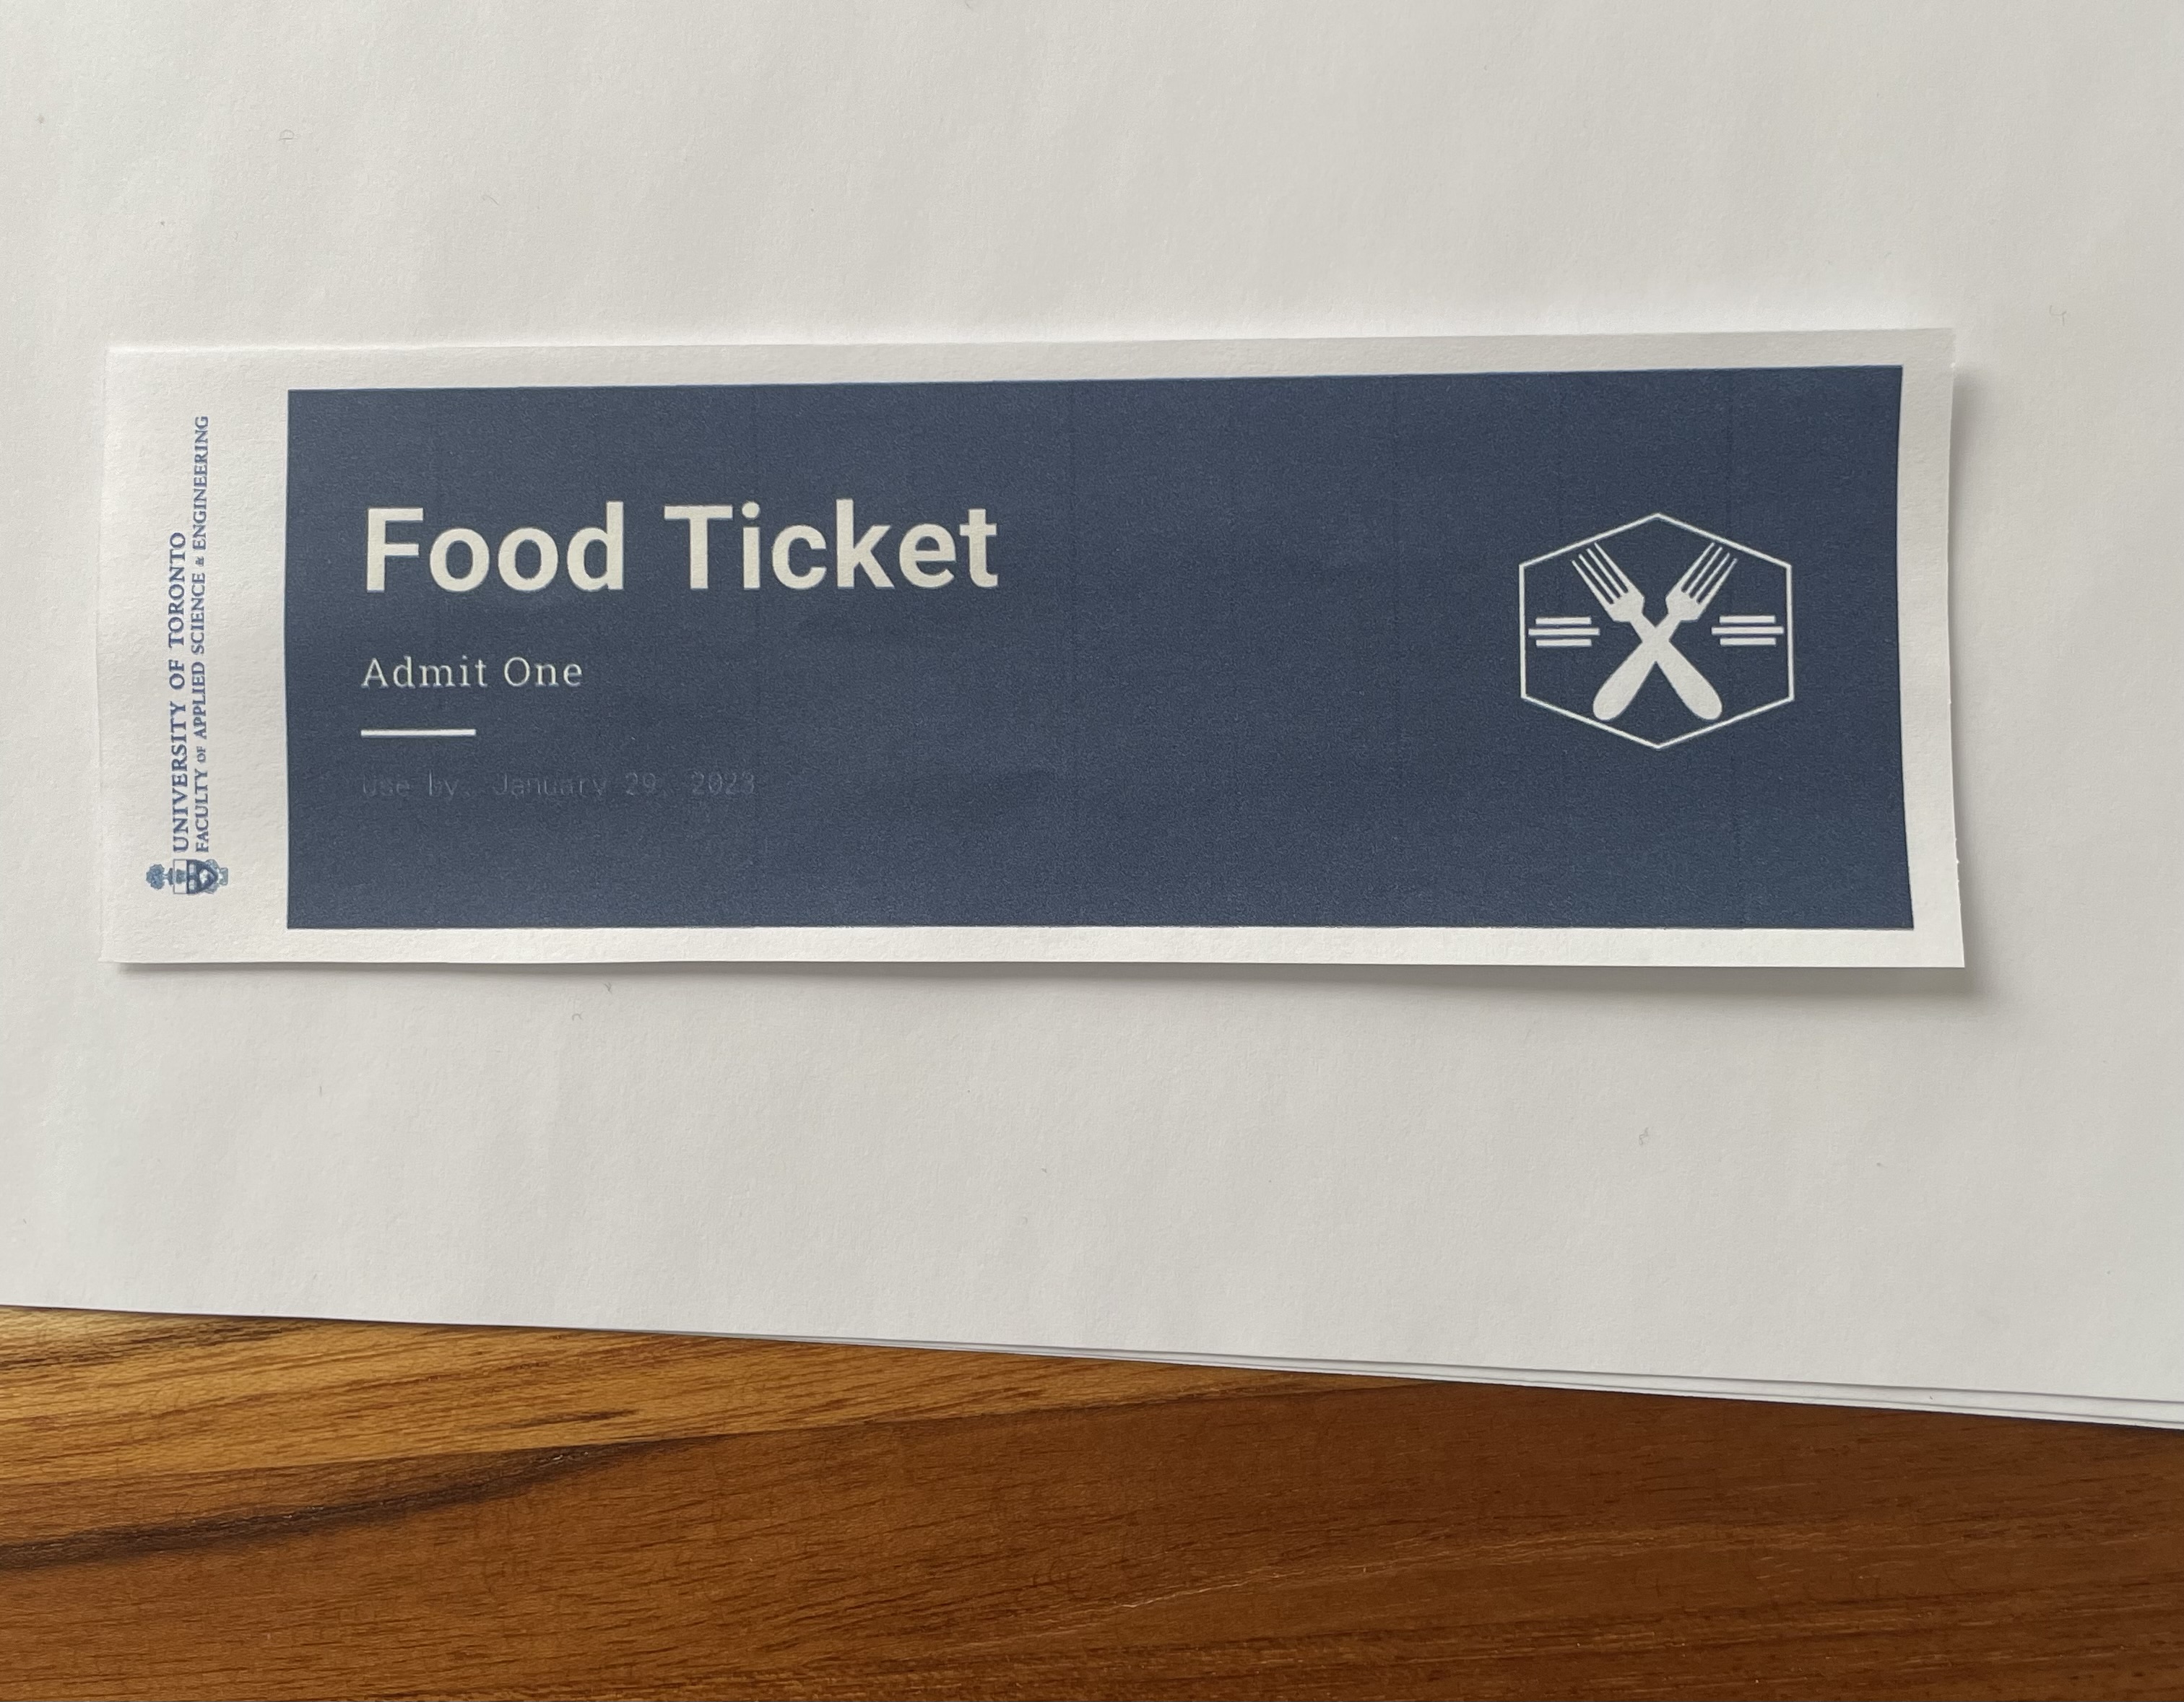 UNIVERSITY OF TORONTO
FACULTY OF APPLIED SCIENCE & ENGINEERING
Food Ticket
Admit One
Use by: January 29, 2023